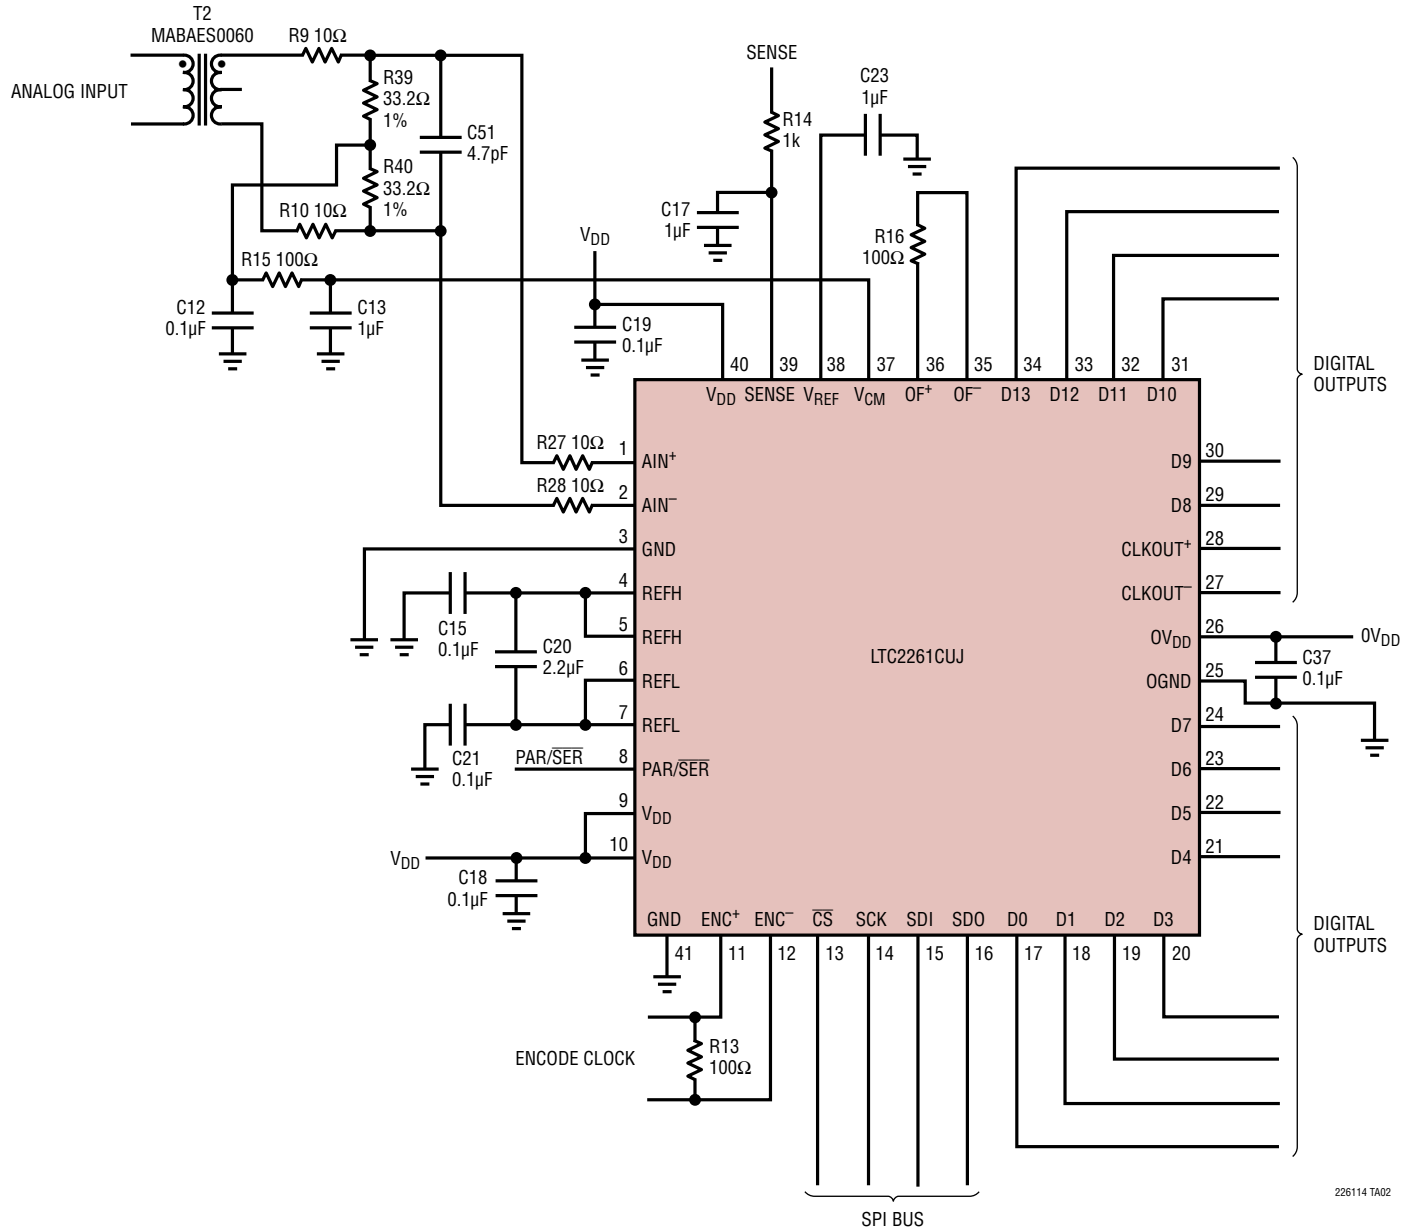 T2
MABAES0060
R9 10Ω
ANALOG INPUT
R39
33.2Ω
1%
C51
4.7pF
R40
33.2Ω
1%
R10 10Ω
R15 100Ω
C12
0.1µF
C13
1µF
SENSE
R14
1k
C23
1µF
C17
1µF
R16
100Ω
VDD
C19
0.1µF
40 39 38 37 36 35 34 33 32 31
VDD SENSE VREF VCM OF+ OF– D13 D12 D11 D10
DIGITAL
OUTPUTS
R27 10Ω
1 AIN+
R28 10Ω
2 AIN–
3 GND
4 REFH
5 REFH
6 REFL
7 REFL
PAR/SER
8 PAR/SER
9 VDD
VDD
10 VDD
C15
0.1µF
C20
2.2µF
C21
0.1µF
C18
0.1µF
LTC2261CUJ
D9 30
D8 29
CLKOUT+ 28
CLKOUT– 27
OVDD 26
0VDD
C37
0.1µF
OGND 25
D7 24
D6 23
D5 22
D4 21
GND ENC+ ENC– CS SCK SDI SDO D0 D1 D2 D3
41 11 12 13 14 15 16 17 18 19 20
DIGITAL
OUTPUTS
ENCODE CLOCK
R13
100Ω
SPI BUS
226114 TA02